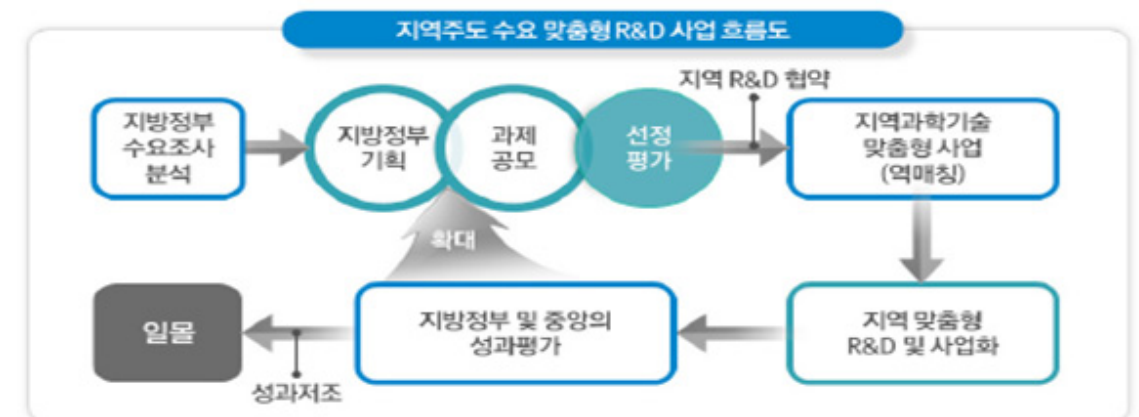 지역주도 수요 맞춤형 R&D 사업 흐름도
지역 R&D 협약
지방정부
수요조사
분석
지방정부
기획
과제
공모
선정
평가
지역과학기술
맞춤형 사업
(역매칭)
확대
일몰
성과저조
지방정부 및 중앙의
성과평가
지역 맞춤형
R&D 및 사업화